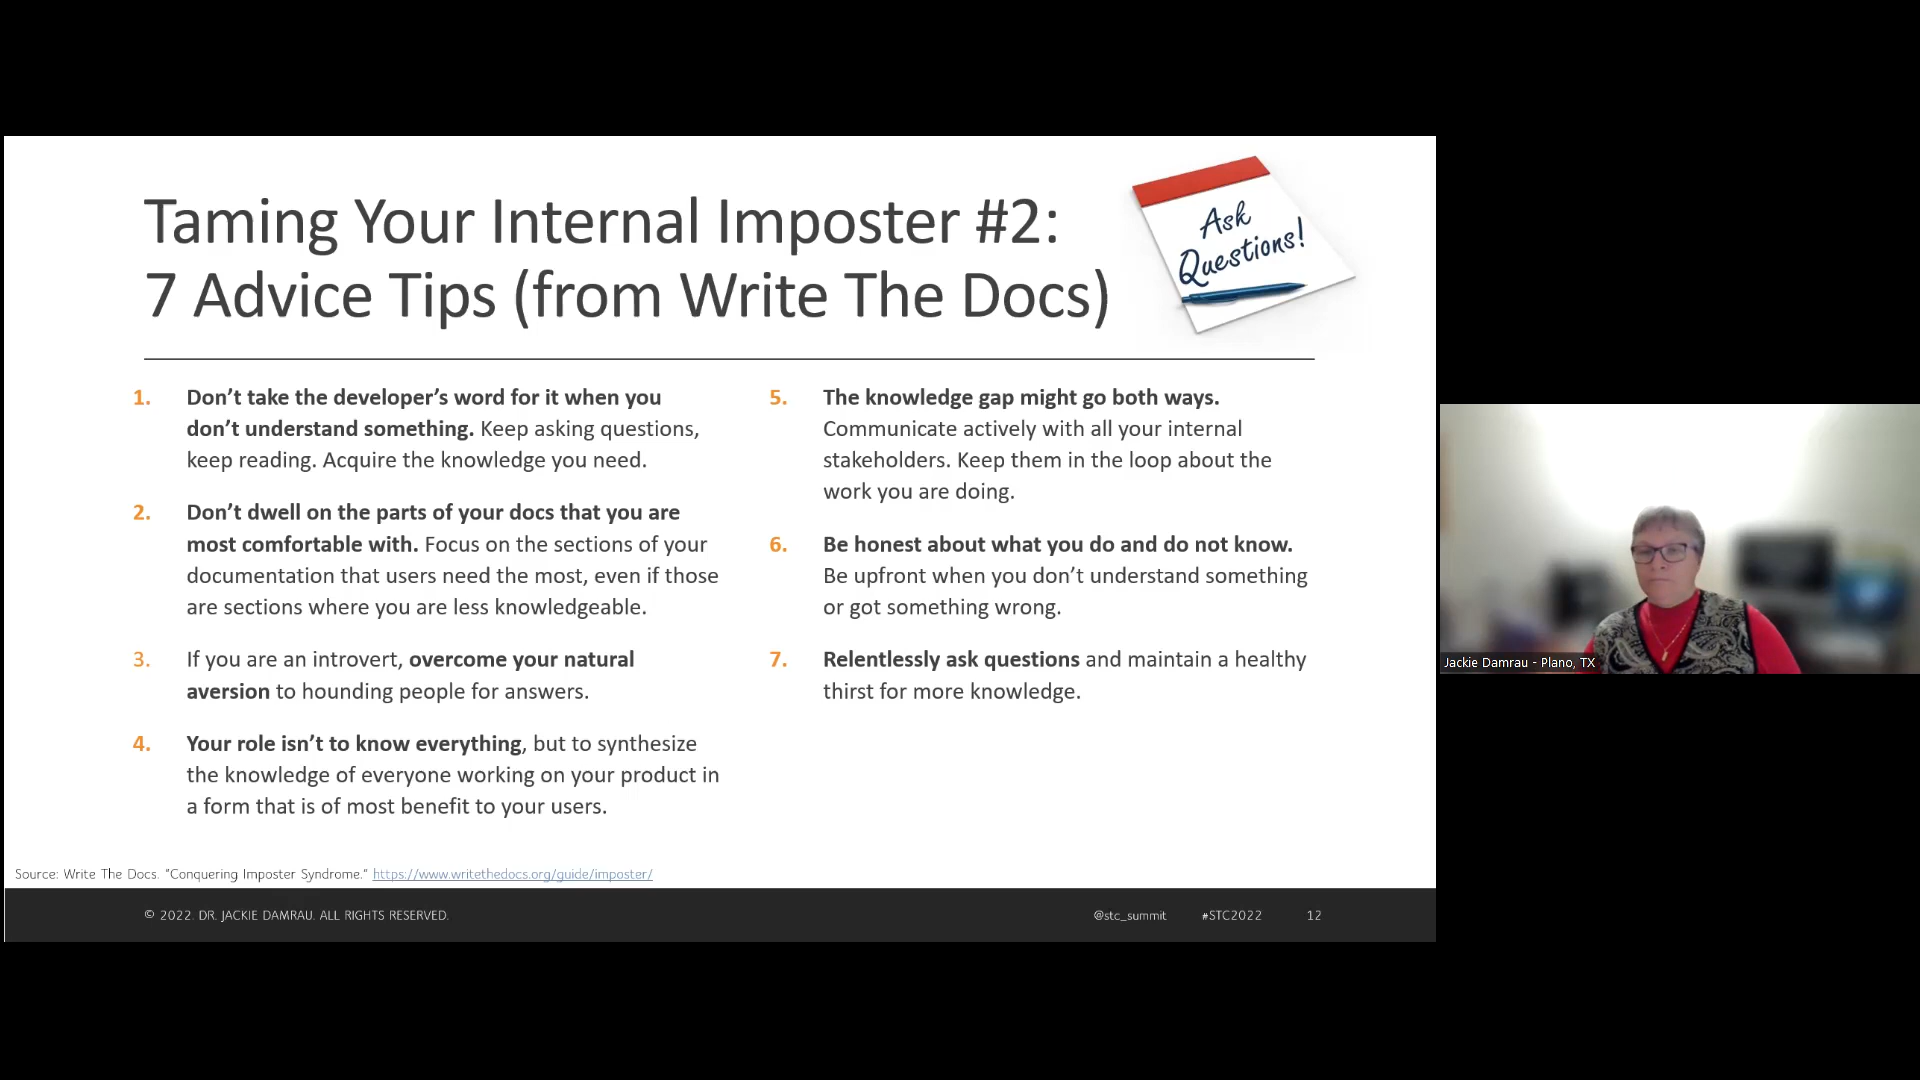 Taming Your Internal Imposter #2:
7 Advice Tips (from Write The Docs)
Ask
Questions!
1. Don’t take the developer’s word for it when you
don’t understand something. Keep asking questions,
keep reading. Acquire the knowledge you need.
2. Don’t dwell on the parts of your docs that you are
most comfortable with. Focus on the sections of your
documentation that users need the most, even if those
are sections where you are less knowledgeable.
3. If you are an introvert, overcome your natural
aversion to hounding people for answers.
4. Your role isn’t to know everything, but to synthesize
the knowledge of everyone working on your product in
a form that is of most benefit to your users.
5. The knowledge gap might go both ways.
Communicate actively with all your internal
stakeholders. Keep them in the loop about the
work you are doing.
6. Be honest about what you do and do not know.
Be upfront when you don’t understand something
or got something wrong.
7. Relentlessly ask questions and maintain a healthy
thirst for more knowledge.
Source: Write The Docs. “Conquering Imposter Syndrome.” https://www.writethedocs.org/guide/imposter/
© 2022. DR. JACKIE DAMRAU. ALL RIGHTS RESERVED.
@stc_summit #STC2022 12
Jackie Damrau - Plano, TX